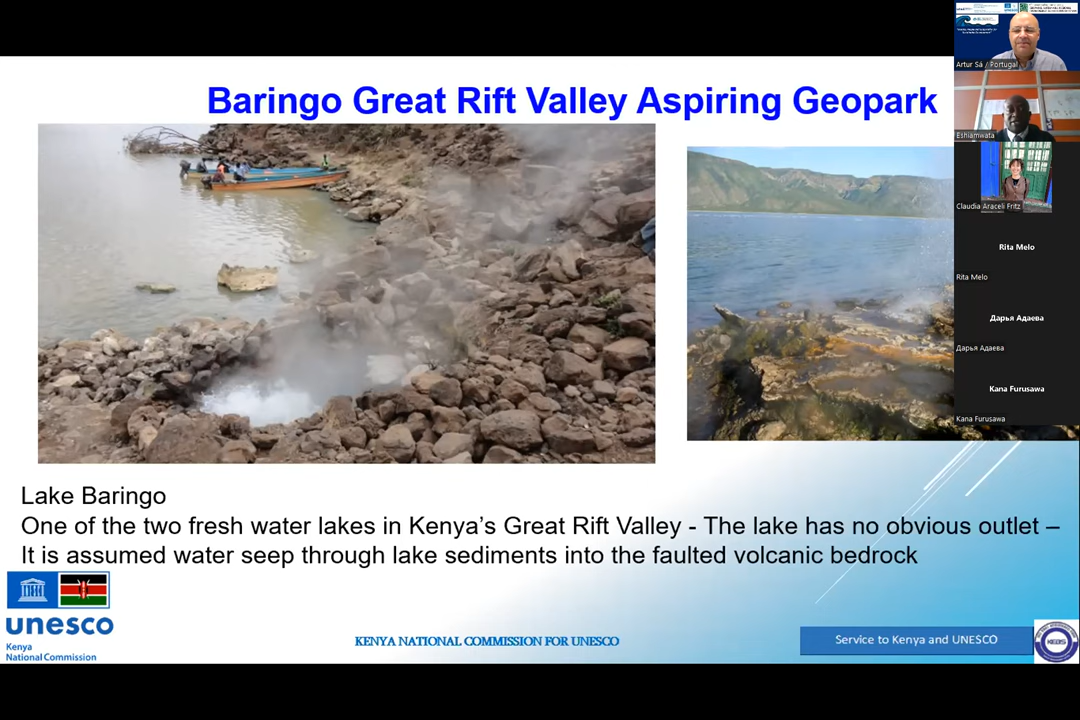 Baringo Great Rift Valley Aspiring Geopark
Lake Baringo
One of the two fresh water lakes in Kenya’s Great Rift Valley - The lake has no obvious outlet –
It is assumed water seep through lake sediments into the faulted volcanic bedrock
unesco
Kenya
National Commission
KENYA NATIONAL COMMISSION FOR UNESCO
Service to Kenya and UNESCO
Artur Sá / Portugal
Eshiamwata
Claudia Araceli Fritz
Rita Melo
Rita Melo
Дарья Адаева
Дарья Адаева
Kana Furusawa
Kana Furusawa